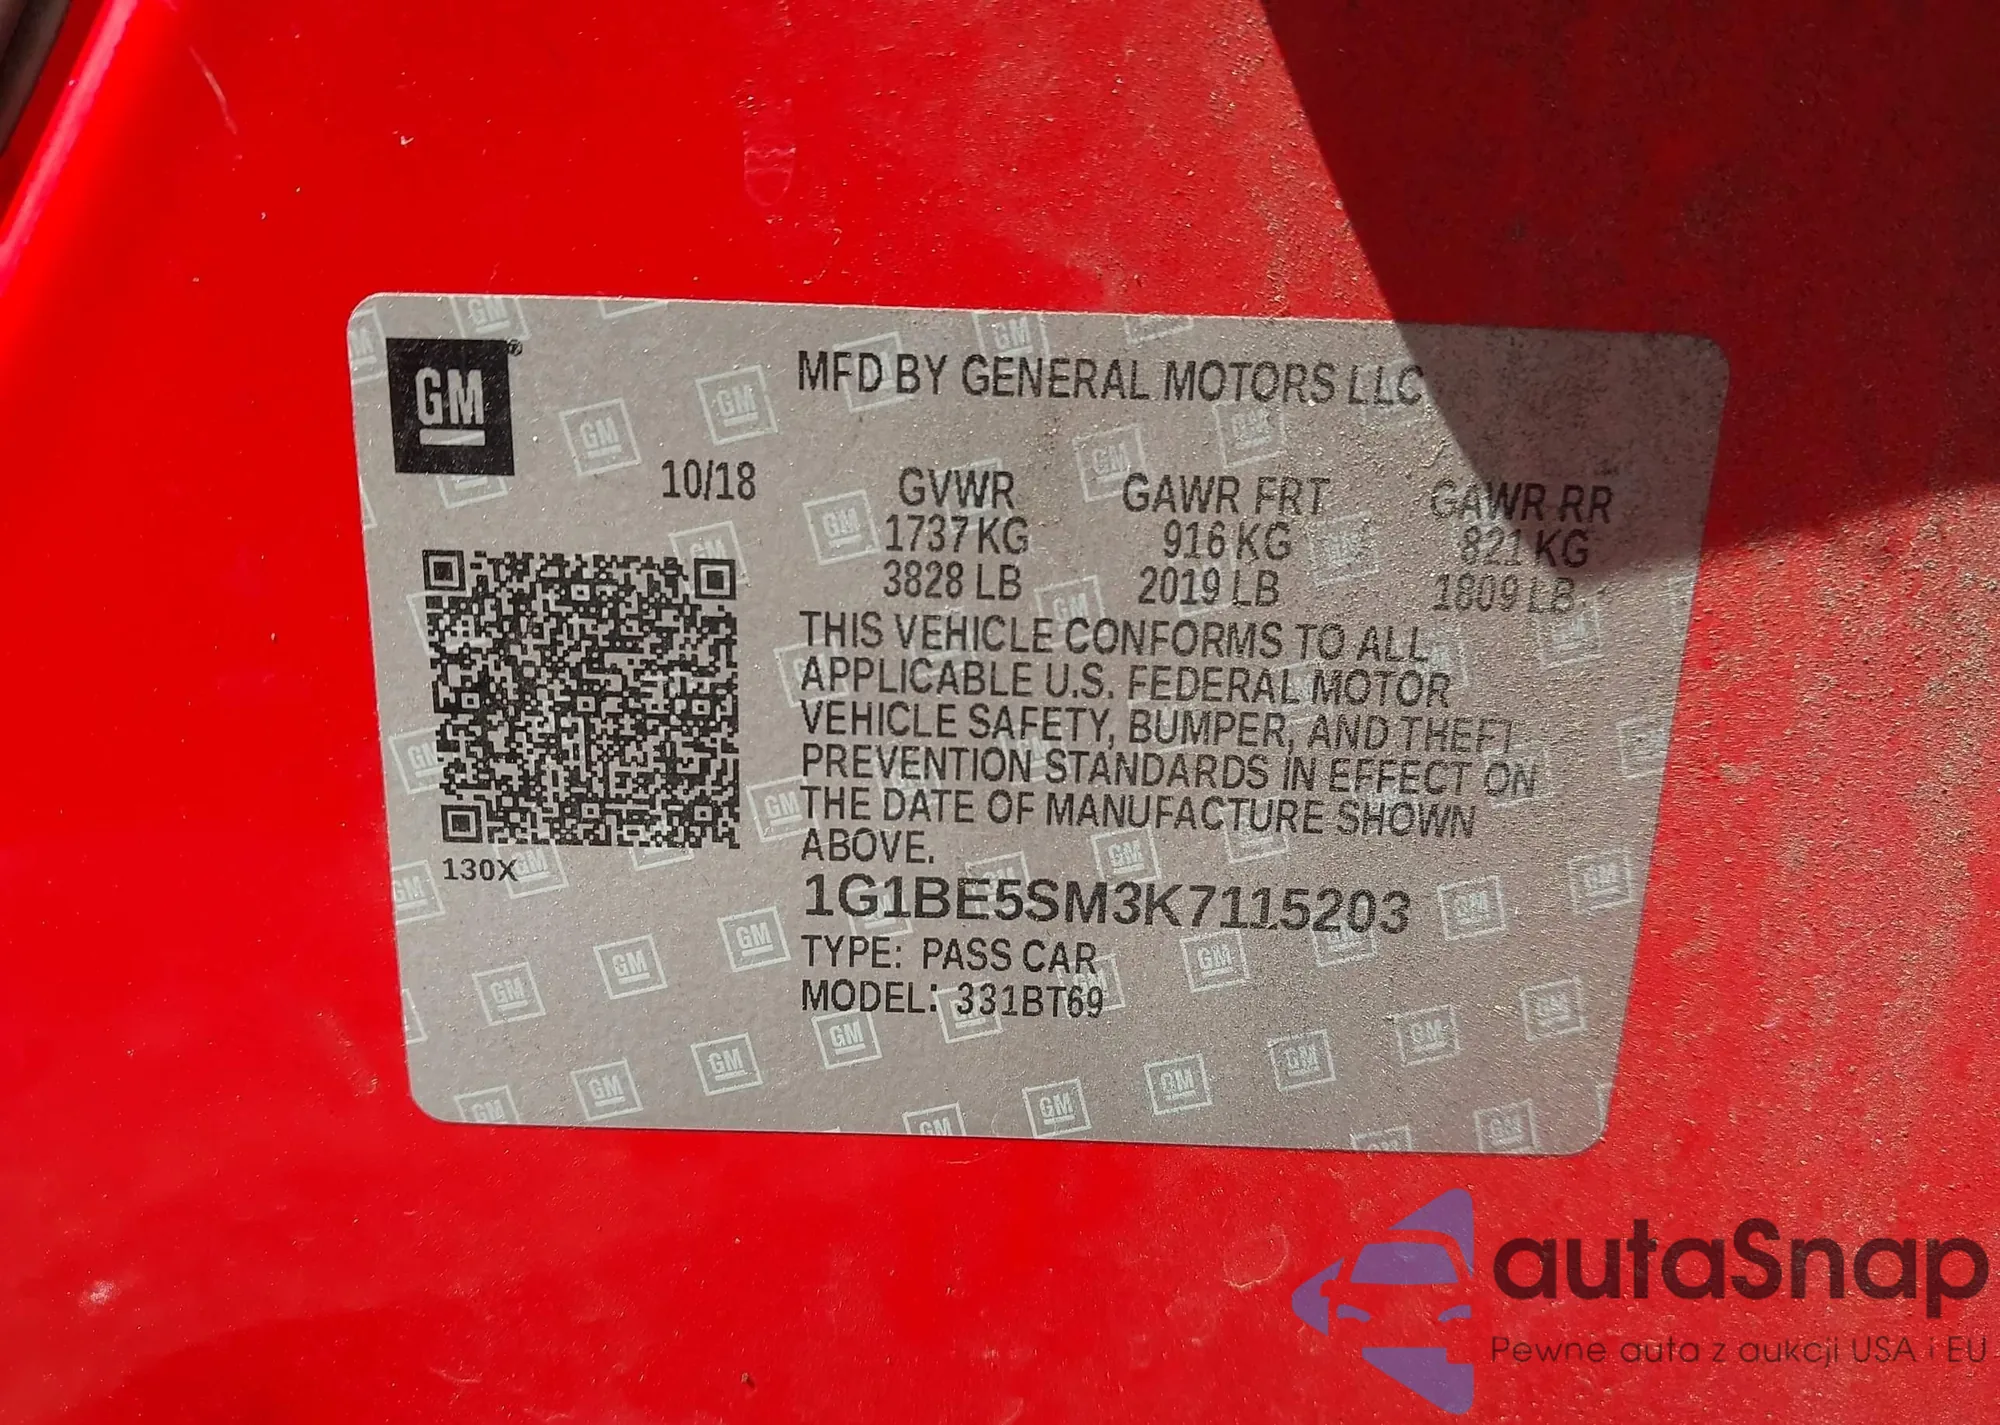 GM
MFD BY GENERAL MOTORS LLC
10/18 GVWR GAWR FRT GAWR RR
1737 KG 916 KG 821 KG
3828 LB 2019 LB 1809 LB
THIS VEHICLE CONFORMS TO ALL
APPLICABLE U.S. FEDERAL MOTOR
VEHICLE SAFETY, BUMPER, AND THEFT
PREVENTION STANDARDS IN EFFECT ON
THE DATE OF MANUFACTURE SHOWN
ABOVE.
130X
1G1BE5SM3K7115203
TYPE: PASS CAR
MODEL: 331BT69
autaSnap
Pewne auta z aukcji USA i EU